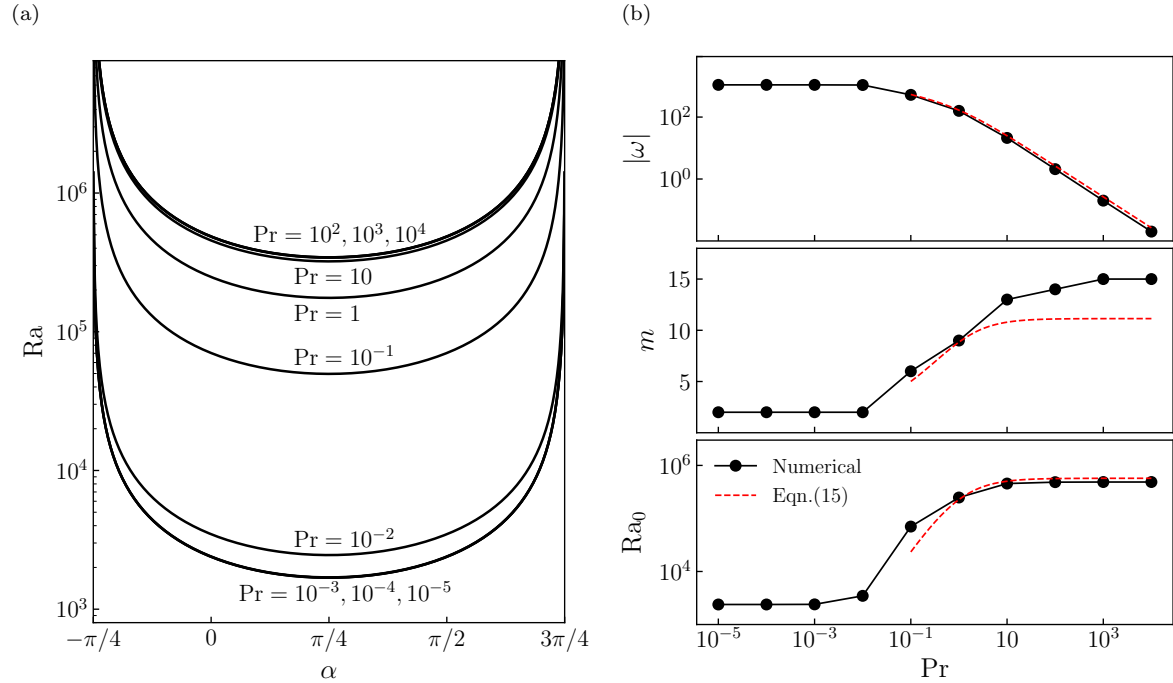 (a)
Ra
10^6
10^5
10^4
10^3
Pr = 10^2, 10^3, 10^4
Pr = 10
Pr = 1
Pr = 10^{-1}
Pr = 10^{-2}
Pr = 10^{-3}, 10^{-4}, 10^{-5}
−π/4
0
π/4
π/2
3π/4
α
(b)
|ω|
10^2
10^0
m
15
10
5
Ra_0
10^6
10^4
Numerical
Eqn.(15)
10^{-5}
10^{-3}
10^{-1}
10
10^3
Pr